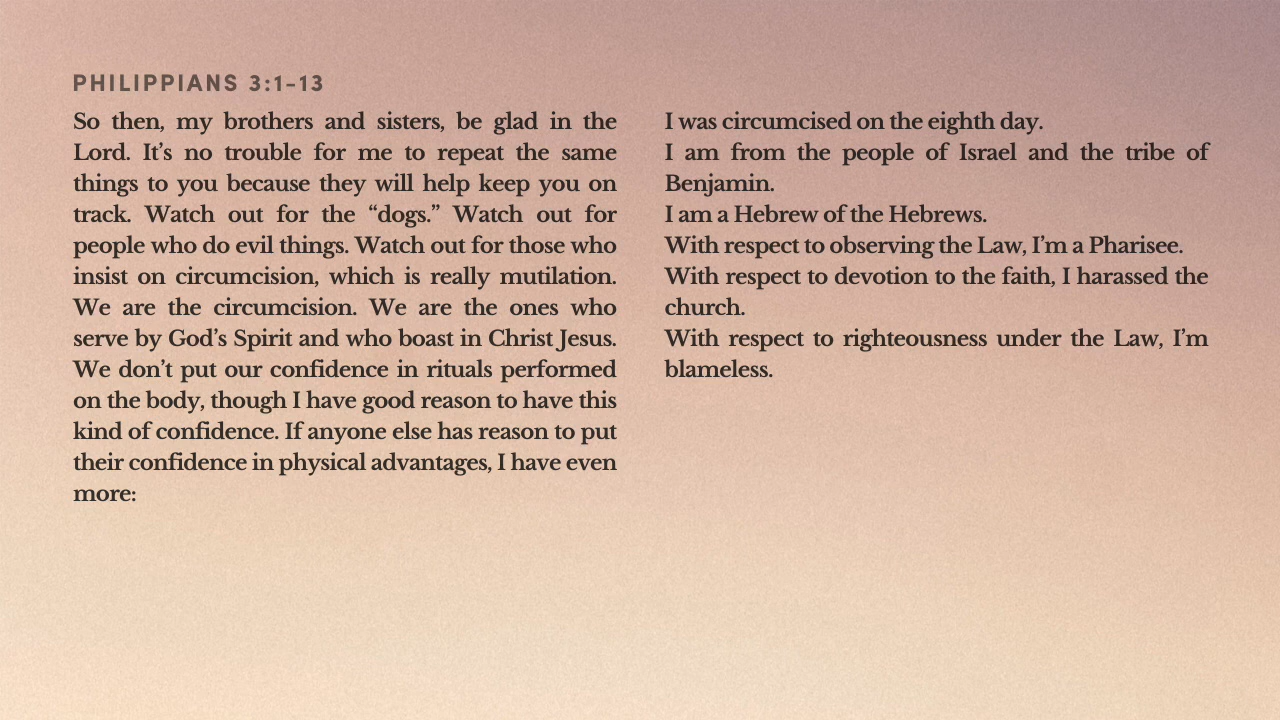 PHILIPPIANS 3:1–13
So then, my brothers and sisters, be glad in the
Lord. It’s no trouble for me to repeat the same
things to you because they will help keep you on
track. Watch out for the “dogs.” Watch out for
people who do evil things. Watch out for those who
insist on circumcision, which is really mutilation.
We are the circumcision. We are the ones who
serve by God’s Spirit and who boast in Christ Jesus.
We don’t put our confidence in rituals performed
on the body, though I have good reason to have this
kind of confidence. If anyone else has reason to put
their confidence in physical advantages, I have even
more:
I was circumcised on the eighth day.
I am from the people of Israel and the tribe of
Benjamin.
I am a Hebrew of the Hebrews.
With respect to observing the Law, I’m a Pharisee.
With respect to devotion to the faith, I harassed the
church.
With respect to righteousness under the Law, I’m
blameless.